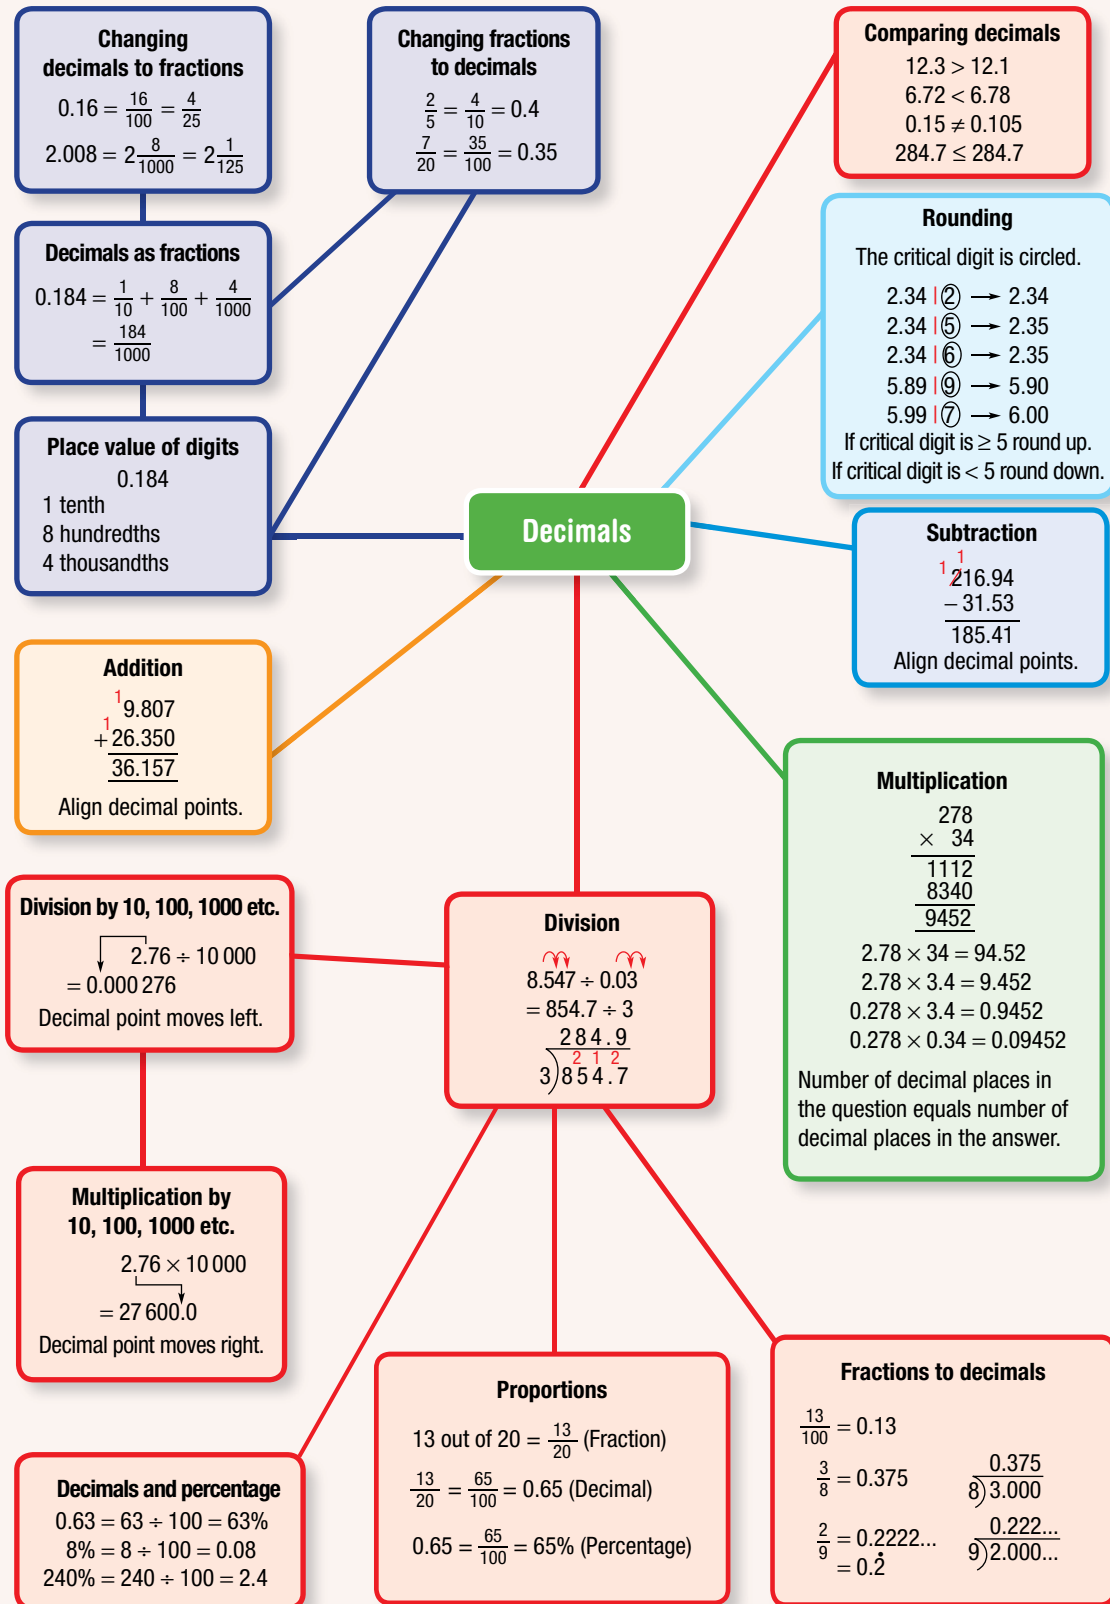 Changing
decimals to fractions
0.16 = 16/100 = 4/25
2.008 = 2 8/1000 = 2 1/125
Changing fractions
to decimals
2/5 = 4/10 = 0.4
7/20 = 35/100 = 0.35
Comparing decimals
12.3 > 12.1
6.72 < 6.78
0.15 ≠ 0.105
284.7 ≤ 284.7
Decimals as fractions
0.184 = 1/10 + 8/100 + 4/1000
= 184/1000
Rounding
The critical digit is circled.
2.34 | ② → 2.34
2.34 | ⑤ → 2.35
2.34 | ⑥ → 2.35
5.89 | ⑨ → 5.90
5.99 | ⑦ → 6.00
If critical digit is ≥ 5 round up.
If critical digit is < 5 round down.
Place value of digits
0.184
1 tenth
8 hundredths
4 thousandths
Decimals
Subtraction
1 1
216.94
− 31.53
185.41
Align decimal points.
Addition
1
9.807
1
+26.350
36.157
Align decimal points.
Multiplication
278
× 34
1112
8340
9452
2.78 × 34 = 94.52
2.78 × 3.4 = 9.452
0.278 × 3.4 = 0.9452
0.278 × 0.34 = 0.09452
Number of decimal places in
the question equals number of
decimal places in the answer.
Division by 10, 100, 1000 etc.
2.76 ÷ 10 000
= 0.000 276
Decimal point moves left.
Division
8.547 ÷ 0.03
= 854.7 ÷ 3
284.9
2 1 2
3)854.7
Multiplication by
10, 100, 1000 etc.
2.76 × 10 000
= 27 600.0
Decimal point moves right.
Decimals and percentage
0.63 = 63 ÷ 100 = 63%
8% = 8 ÷ 100 = 0.08
240% = 240 ÷ 100 = 2.4
Proportions
13 out of 20 = 13/20 (Fraction)
13/20 = 65/100 = 0.65 (Decimal)
0.65 = 65/100 = 65% (Percentage)
Fractions to decimals
13/100 = 0.13
3/8 = 0.375
0.375
8)3.000
2/9 = 0.2222...
= 0.2̇
0.222...
9)2.000...